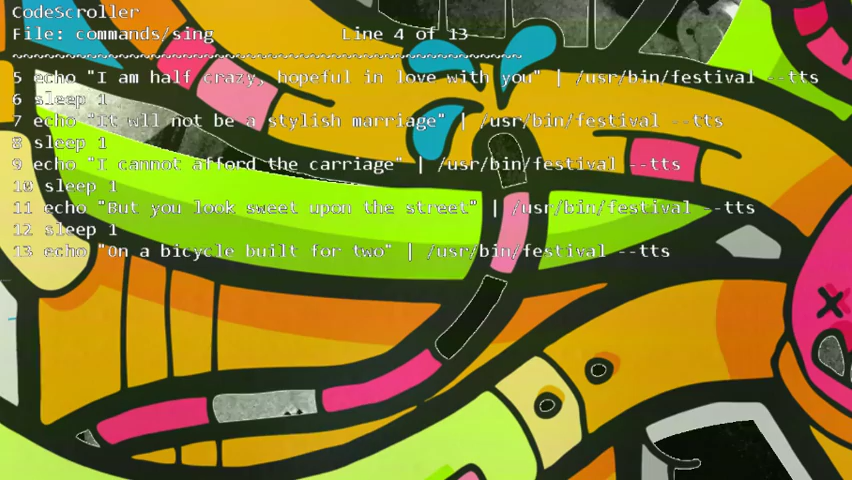 CodeScroller
File: commands/sing Line 4 of 13
~~~~~~~~~~~~~~~~~~~~~~~~~~~~~~~~~~~~~~~~~~~~~~~~~~~~~~~~~~~~
5 echo "I am half crazy, hopeful in love with you" | /usr/bin/festival --tts
6 sleep 1
7 echo "It wll not be a stylish marriage" | /usr/bin/festival --tts
8 sleep 1
9 echo "I cannot afford the carriage" | /usr/bin/festival --tts
10 sleep 1
11 echo "But you look sweet upon the street" | /usr/bin/festival --tts
12 sleep 1
13 echo "On a bicycle built for two" | /usr/bin/festival --tts